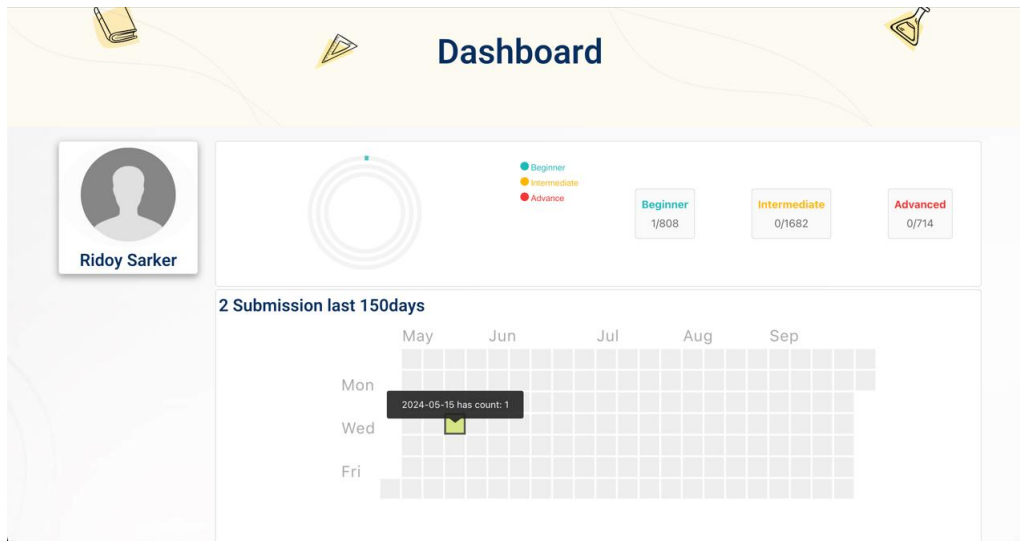 Dashboard
Ridoy Sarker
Beginner
Intermediate
Advance
Beginner
1/808
Intermediate
0/1682
Advanced
0/714
2 Submission last 150days
May Jun Jul Aug Sep
Mon
2024-05-15 has count: 1
Wed
Fri